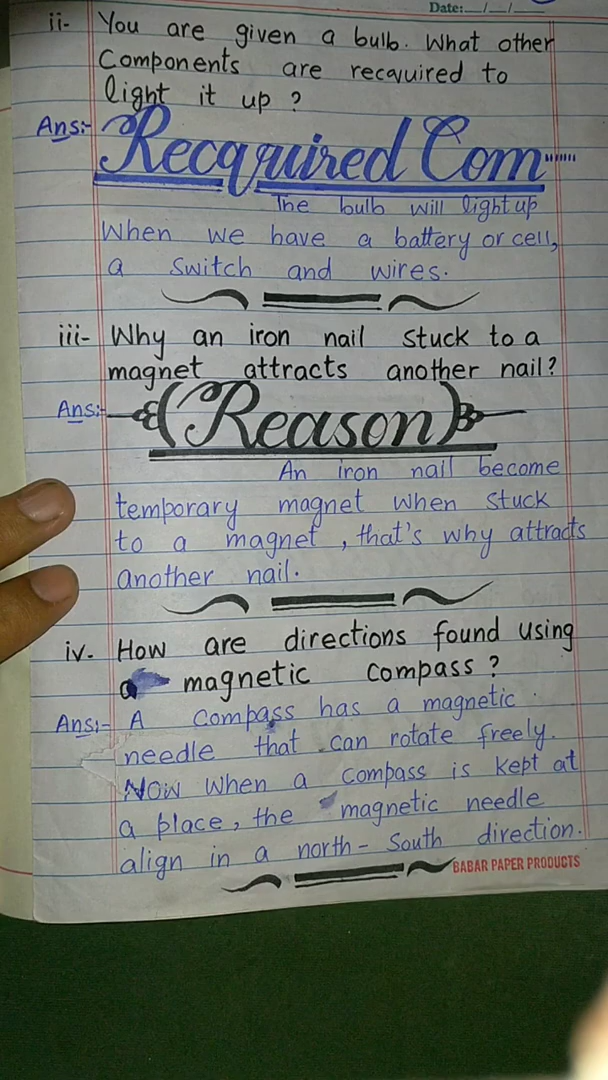 Date: __/__/__
ii- You are given a bulb. What other
Components are recquired to
light it up ?
Ans:- Recqquired Com......
The bulb will light up
When we have a battery or cell,
a switch and wires.
iii- Why an iron nail stuck to a
magnet attracts another nail?
Ans:- (Reason)
An iron nail become
temporary magnet when stuck
to a magnet, that's why attracts
another nail.
iv- How are directions found using
a magnetic compass ?
Ans:- A compass has a magnetic
needle that can rotate freely.
NOW When a compass is kept at
a place, the magnetic needle
align in a north - South direction.
BABAR PAPER PRODUCTS